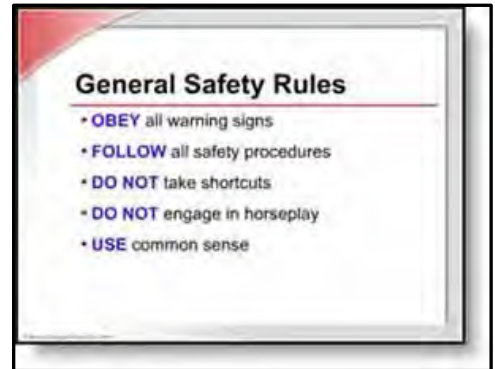 General Safety Rules
• OBEY all warning signs
• FOLLOW all safety procedures
• DO NOT take shortcuts
• DO NOT engage in horseplay
• USE common sense